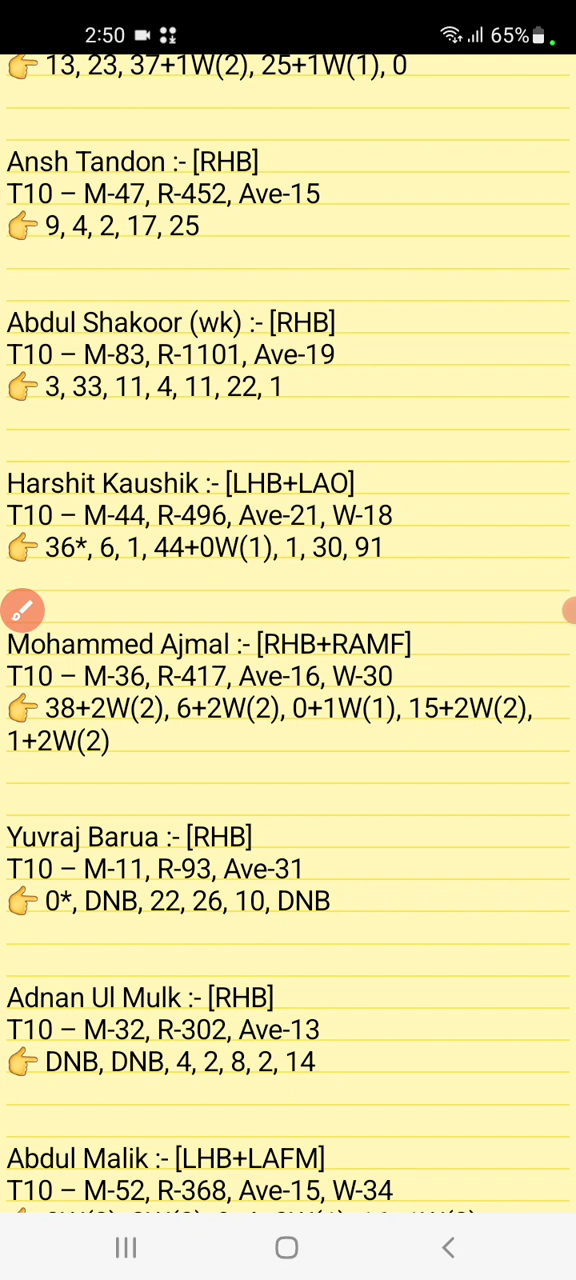 2:50 65%
👉 13, 23, 37+1W(2), 25+1W(1), 0
Ansh Tandon :- [RHB]
T10 – M-47, R-452, Ave-15
👉 9, 4, 2, 17, 25
Abdul Shakoor (wk) :- [RHB]
T10 – M-83, R-1101, Ave-19
👉 3, 33, 11, 4, 11, 22, 1
Harshit Kaushik :- [LHB+LAO]
T10 – M-44, R-496, Ave-21, W-18
👉 36*, 6, 1, 44+0W(1), 1, 30, 91
Mohammed Ajmal :- [RHB+RAMF]
T10 – M-36, R-417, Ave-16, W-30
👉 38+2W(2), 6+2W(2), 0+1W(1), 15+2W(2),
1+2W(2)
Yuvraj Barua :- [RHB]
T10 – M-11, R-93, Ave-31
👉 0*, DNB, 22, 26, 10, DNB
Adnan Ul Mulk :- [RHB]
T10 – M-32, R-302, Ave-13
👉 DNB, DNB, 4, 2, 8, 2, 14
Abdul Malik :- [LHB+LAFM]
T10 – M-52, R-368, Ave-15, W-34